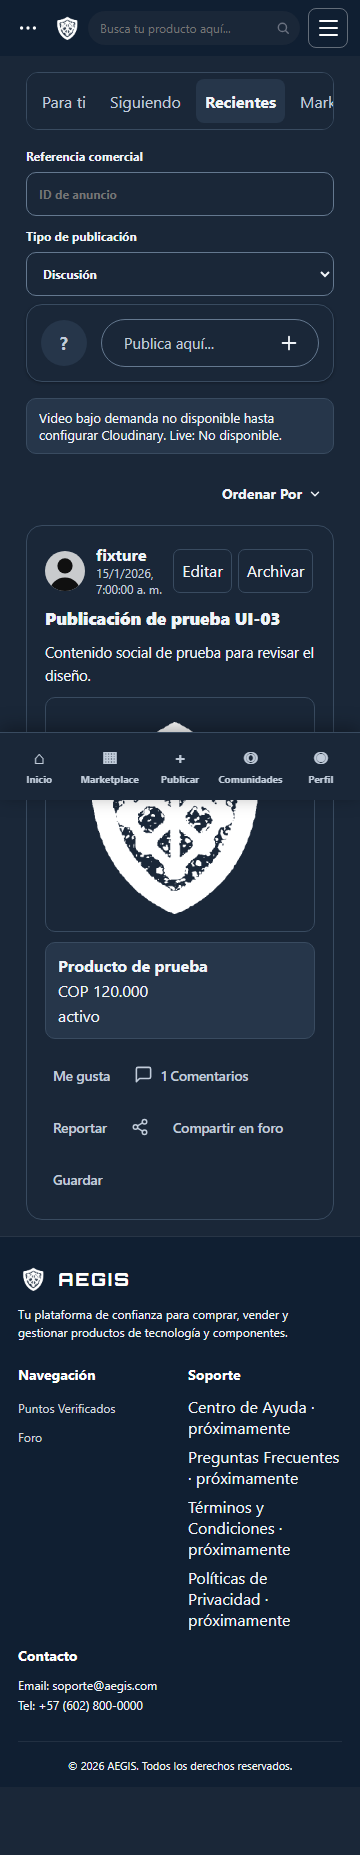 Busca tu producto aquí...
Para ti
Siguiendo
Recientes
Mark
Referencia comercial
ID de anuncio
Tipo de publicación
Discusión
?
Publica aquí...
Video bajo demanda no disponible hasta
configurar Cloudinary. Live: No disponible.
Ordenar Por
fixture
15/1/2026,
7:00:00 a. m.
Editar
Archivar
Publicación de prueba UI-03
Contenido social de prueba para revisar el
diseño.
Inicio
Marketplace
Publicar
Comunidades
Perfil
Producto de prueba
COP 120.000
activo
Me gusta
1 Comentarios
Reportar
Compartir en foro
Guardar
AEGIS
Tu plataforma de confianza para comprar, vender y
gestionar productos de tecnología y componentes.
Navegación
Puntos Verificados
Foro
Soporte
Centro de Ayuda ·
próximamente
Preguntas Frecuentes
· próximamente
Términos y
Condiciones ·
próximamente
Políticas de
Privacidad ·
próximamente
Contacto
Email: soporte@aegis.com
Tel: +57 (602) 800-0000
© 2026 AEGIS. Todos los derechos reservados.